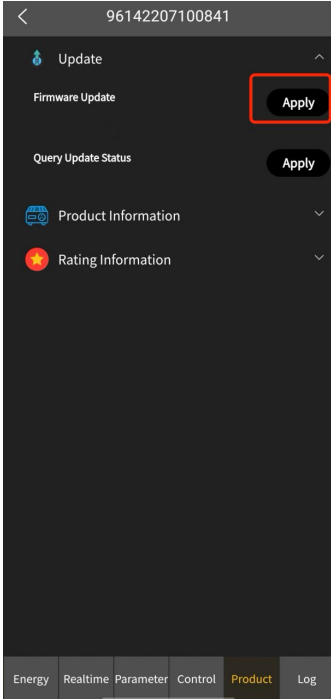 96142207100841
Update
Firmware Update Apply
Query Update Status Apply
Product Information
Rating Information
Energy Realtime Parameter Control Product Log